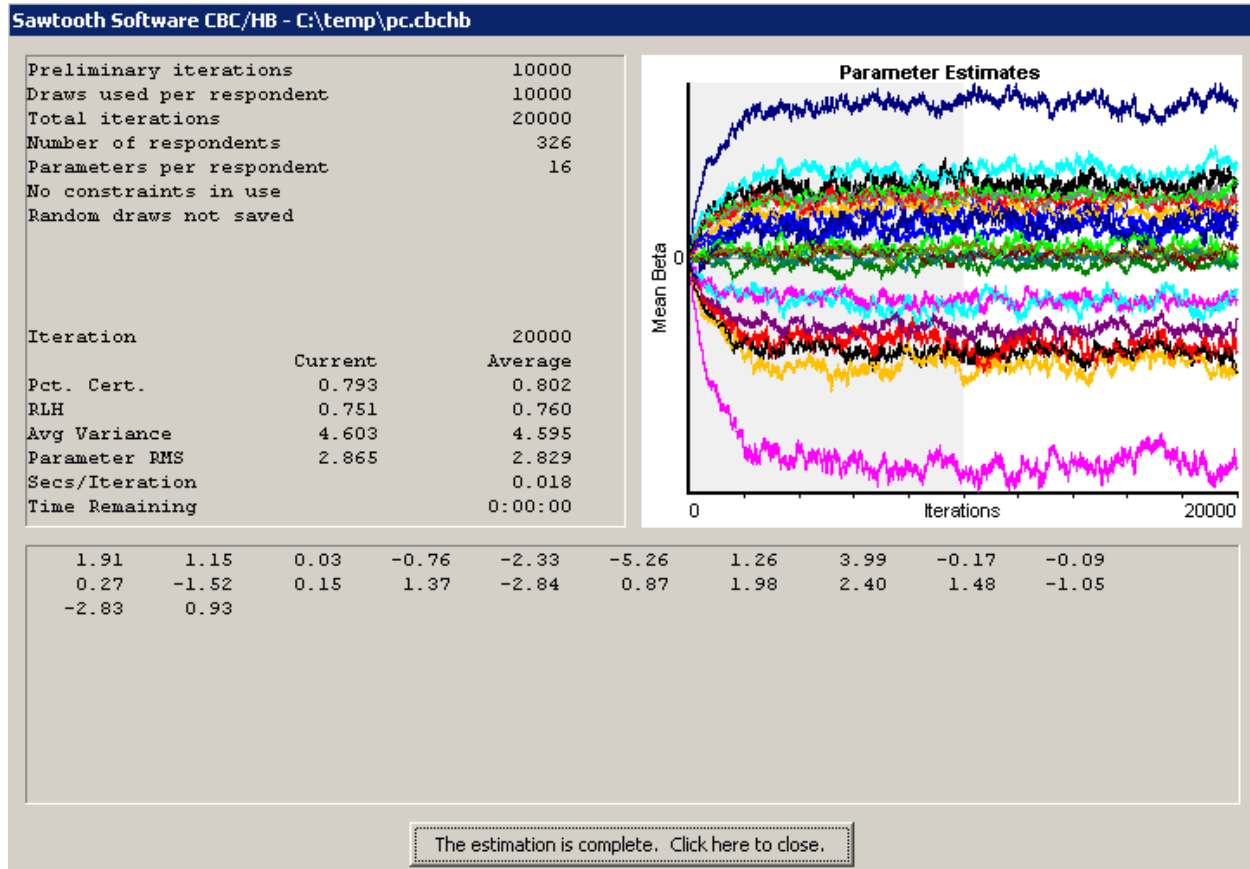 Sawtooth Software CBC/HB - C:\temp\pc.cbchb
Preliminary iterations 10000
Draws used per respondent 10000
Total iterations 20000
Number of respondents 326
Parameters per respondent 16
No constraints in use
Random draws not saved
Iteration 20000
Current Average
Pct. Cert. 0.793 0.802
RLH 0.751 0.760
Avg Variance 4.603 4.595
Parameter RMS 2.865 2.829
Secs/Iteration 0.018
Time Remaining 0:00:00
Parameter Estimates
Mean Beta
0
0 Iterations 20000
1.91 1.15 0.03 -0.76 -2.33 -5.26 1.26 3.99 -0.17 -0.09
0.27 -1.52 0.15 1.37 -2.84 0.87 1.98 2.40 1.48 -1.05
-2.83 0.93
The estimation is complete. Click here to close.